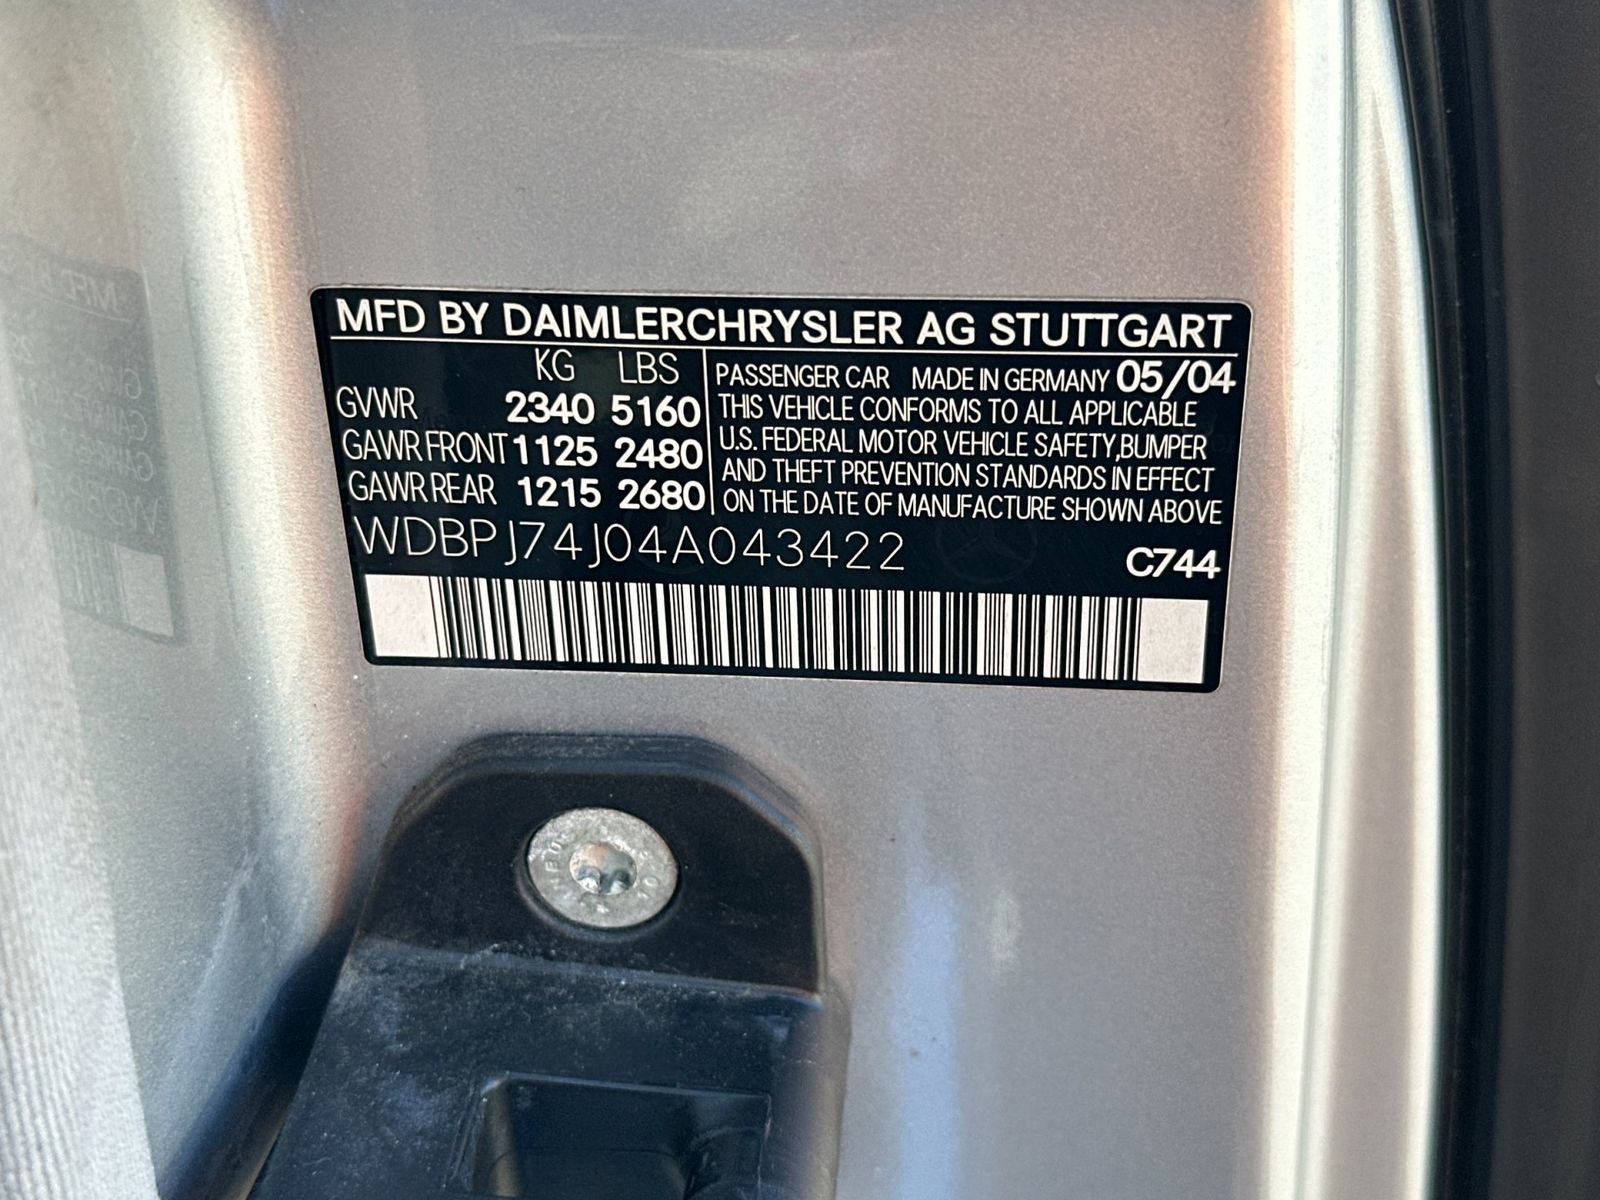 MFD BY DAIMLERCHRYSLER AG STUTTGART
KG LBS
GVWR 2340 5160
GAWR FRONT 1125 2480
GAWR REAR 1215 2680
PASSENGER CAR MADE IN GERMANY 05/04
THIS VEHICLE CONFORMS TO ALL APPLICABLE
U.S. FEDERAL MOTOR VEHICLE SAFETY, BUMPER
AND THEFT PREVENTION STANDARDS IN EFFECT
ON THE DATE OF MANUFACTURE SHOWN ABOVE
WDBPJ74J04A043422
C744